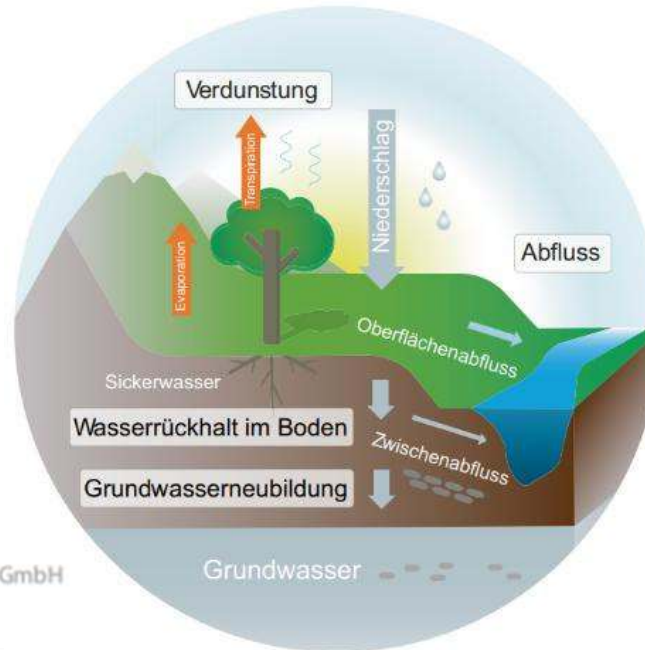 Verdunstung
Transpiration
Niederschlag
Evaporation
Abfluss
Oberflächenabfluss
Sickerwasser
Wasserrückhalt im Boden
Zwischenabfluss
Grundwasserneubildung
Grundwasser
GmbH